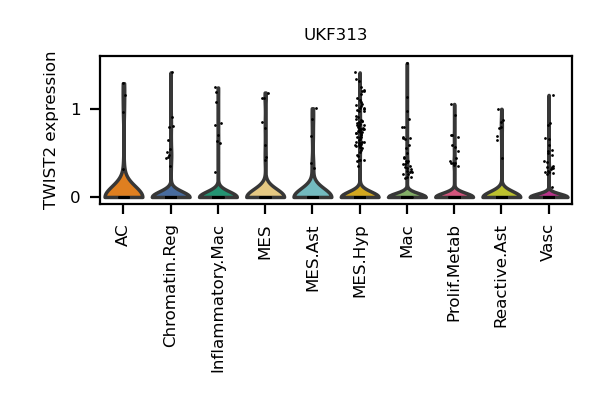 UKF313
TWIST2 expression
1
0
AC
Chromatin.Reg
Inflammatory.Mac
MES
MES.Ast
MES.Hyp
Mac
Prolif.Metab
Reactive.Ast
Vasc